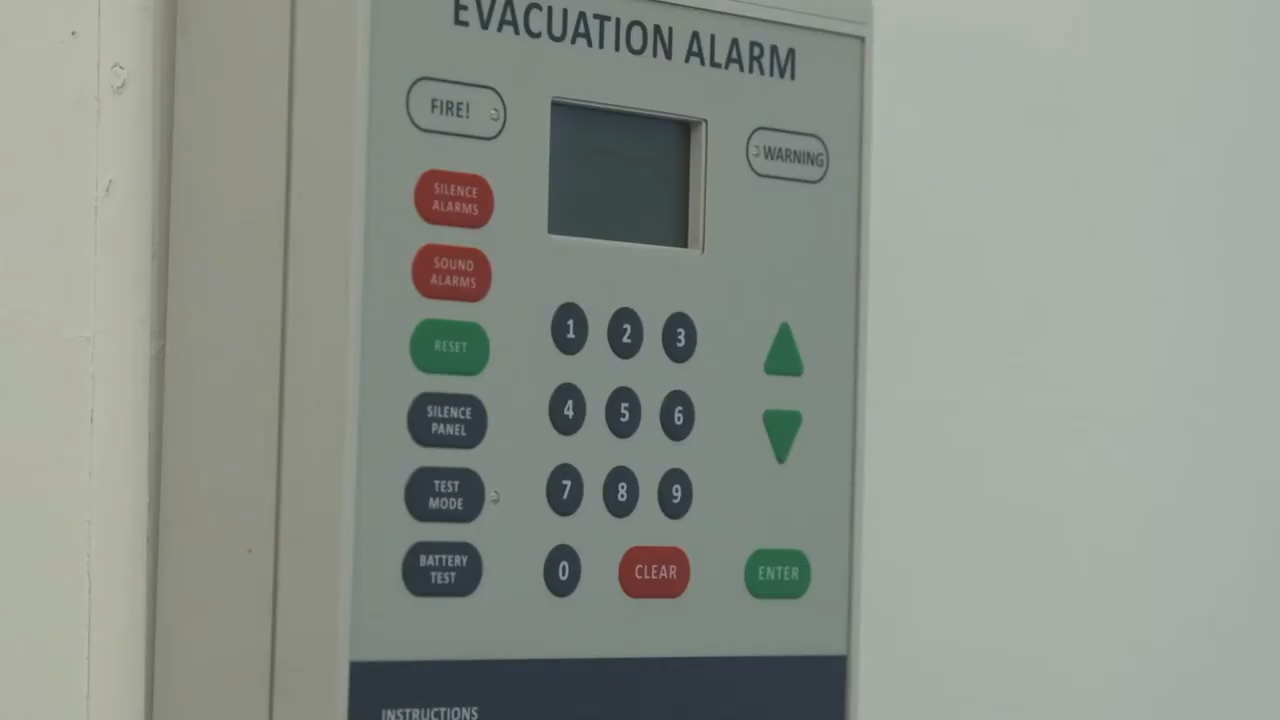 EVACUATION ALARM
FIRE!
WARNING
SILENCE
ALARMS
SOUND
ALARMS
RESET
SILENCE
PANEL
TEST
MODE
BATTERY
TEST
1 2 3
4 5 6
7 8 9
0 CLEAR
ENTER
INSTRUCTIONS